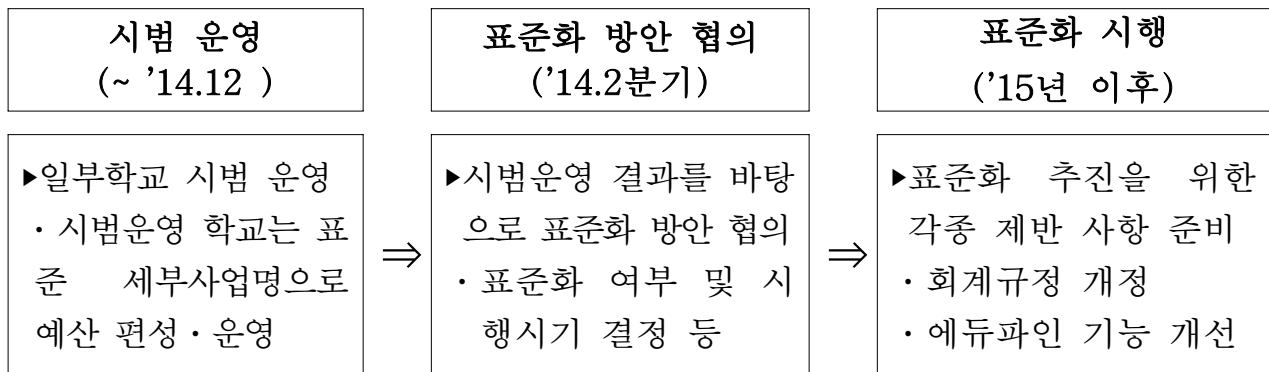 시범 운영
(~ ’14.12 )
표준화 방안 협의
(’14.2분기)
표준화 시행
(’15년 이후)
▶일부학교 시범 운영
· 시범운영 학교는 표
준 세부사업명으로
예산 편성·운영
⇒
▶시범운영 결과를 바탕
으로 표준화 방안 협의
· 표준화 여부 및 시
행시기 결정 등
⇒
▶표준화 추진을 위한
각종 제반 사항 준비
· 회계규정 개정
· 에듀파인 기능 개선